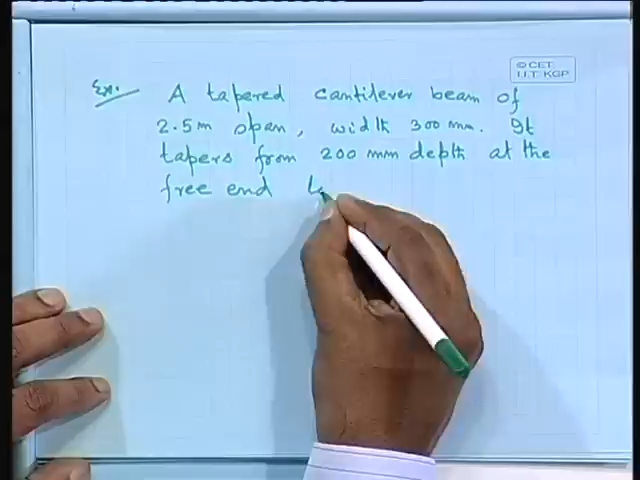 © CET
I.I.T. KGP
Ex. A tapered cantilever beam of
2.5m span, width 300 mm. It
tapers from 200 mm depth at the
free end